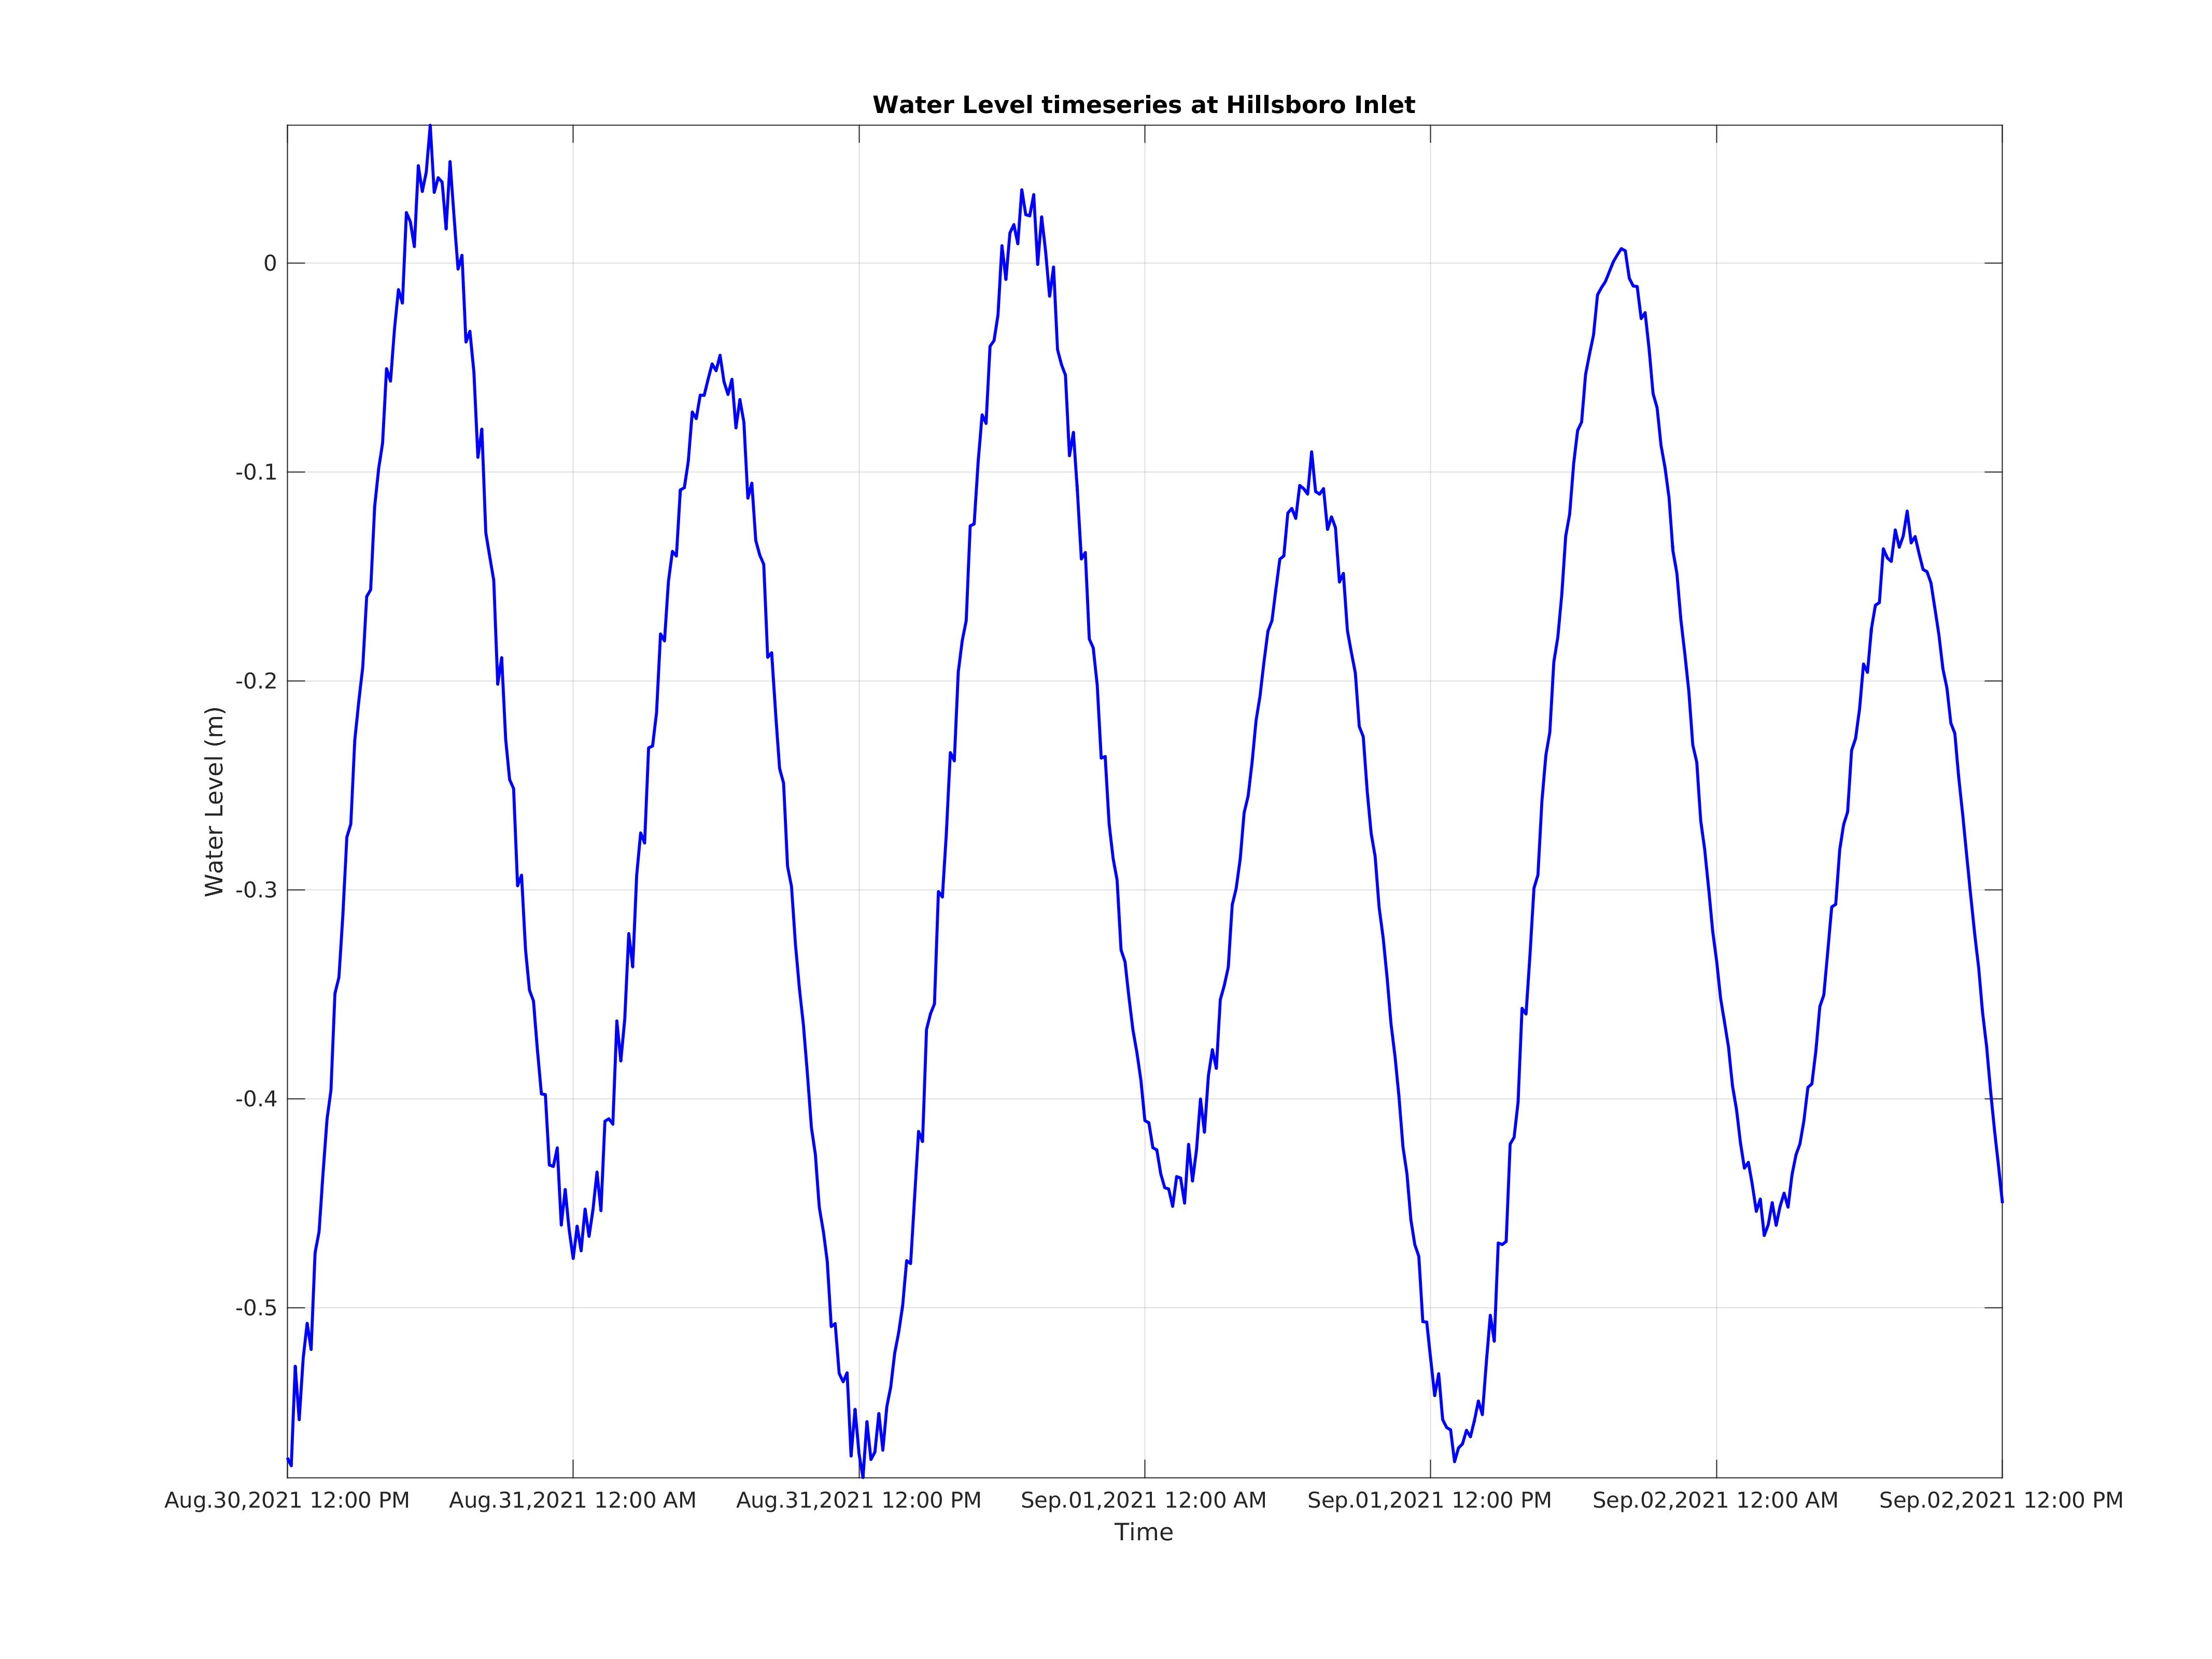 Water Level timeseries at Hillsboro Inlet
0
-0.1
-0.2
-0.3
-0.4
-0.5
Water Level (m)
Aug.30,2021 12:00 PM
Aug.31,2021 12:00 AM
Aug.31,2021 12:00 PM
Sep.01,2021 12:00 AM
Sep.01,2021 12:00 PM
Sep.02,2021 12:00 AM
Sep.02,2021 12:00 PM
Time